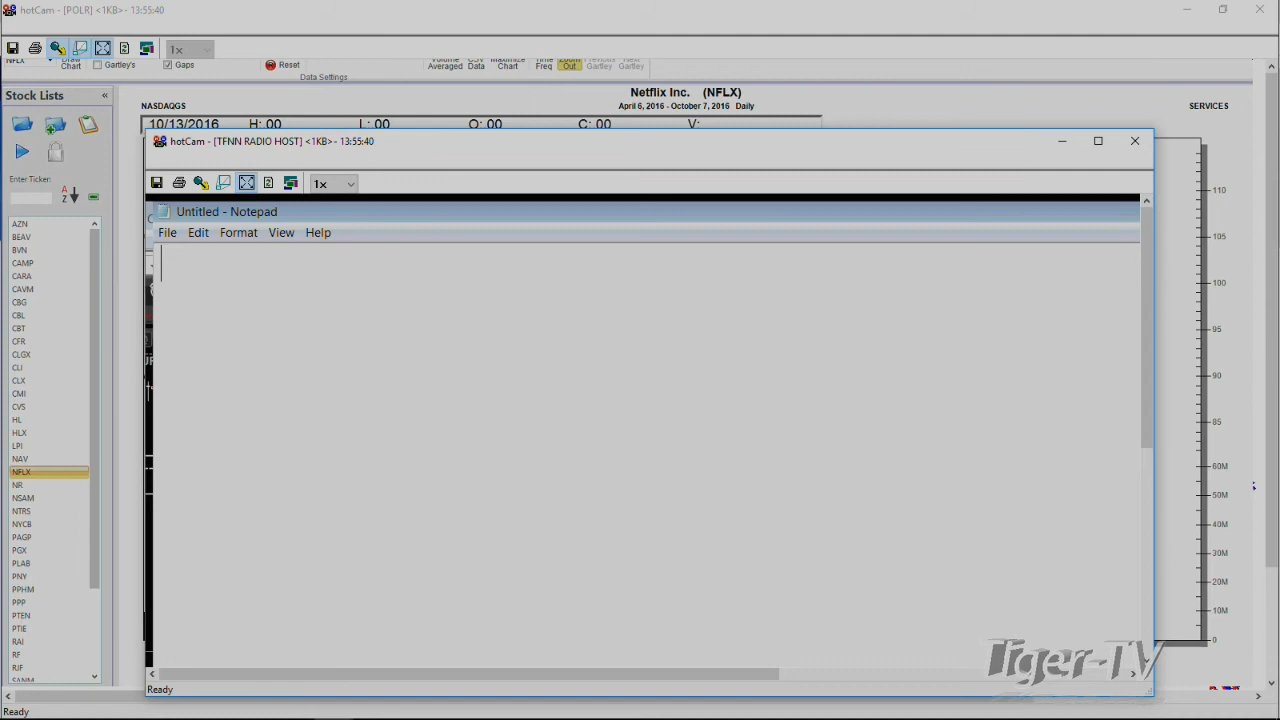 hotCam - [POLR] <1KB> - 13:55:40
1x
NFLX
Draw
Chart
Gartley's
Gaps
Reset
Volume
Averaged
CSV
Data
Maximize
Chart
Time
Freq
Zoom
Out
Previous
Gartley
Next
Gartley
Data Settings
Stock Lists
«
Netflix Inc. (NFLX)
NASDAQGS
April 6, 2016 - October 7, 2016 Daily
SERVICES
10/13/2016 H: 00 L: 00 O: 00 C: 00 V:
hotCam - [TFNN RADIO HOST] <1KB> - 13:55:40
1x
Untitled - Notepad
File Edit Format View Help
Enter Ticker:
A
Z
AZN
BEAV
BVN
CAMP
CARA
CAVM
CBG
CBL
CBT
CFR
CLGX
CLI
CLX
CMI
CVS
HL
HLX
LPI
NAV
NFLX
NR
NSAM
NTRS
NYCB
PAGP
PGX
PLAB
PNY
PPHM
PPP
PTEN
PTIE
RAI
RF
RJF
SANM
110
105
100
95
90
85
60M
50M
40M
30M
20M
10M
0
Tiger-TV
Ready
Ready